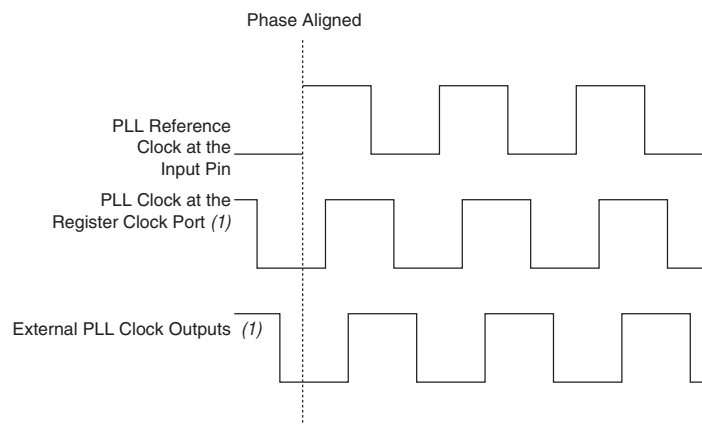 Phase Aligned
PLL Reference
Clock at the
Input Pin
PLL Clock at the
Register Clock Port (1)
External PLL Clock Outputs (1)